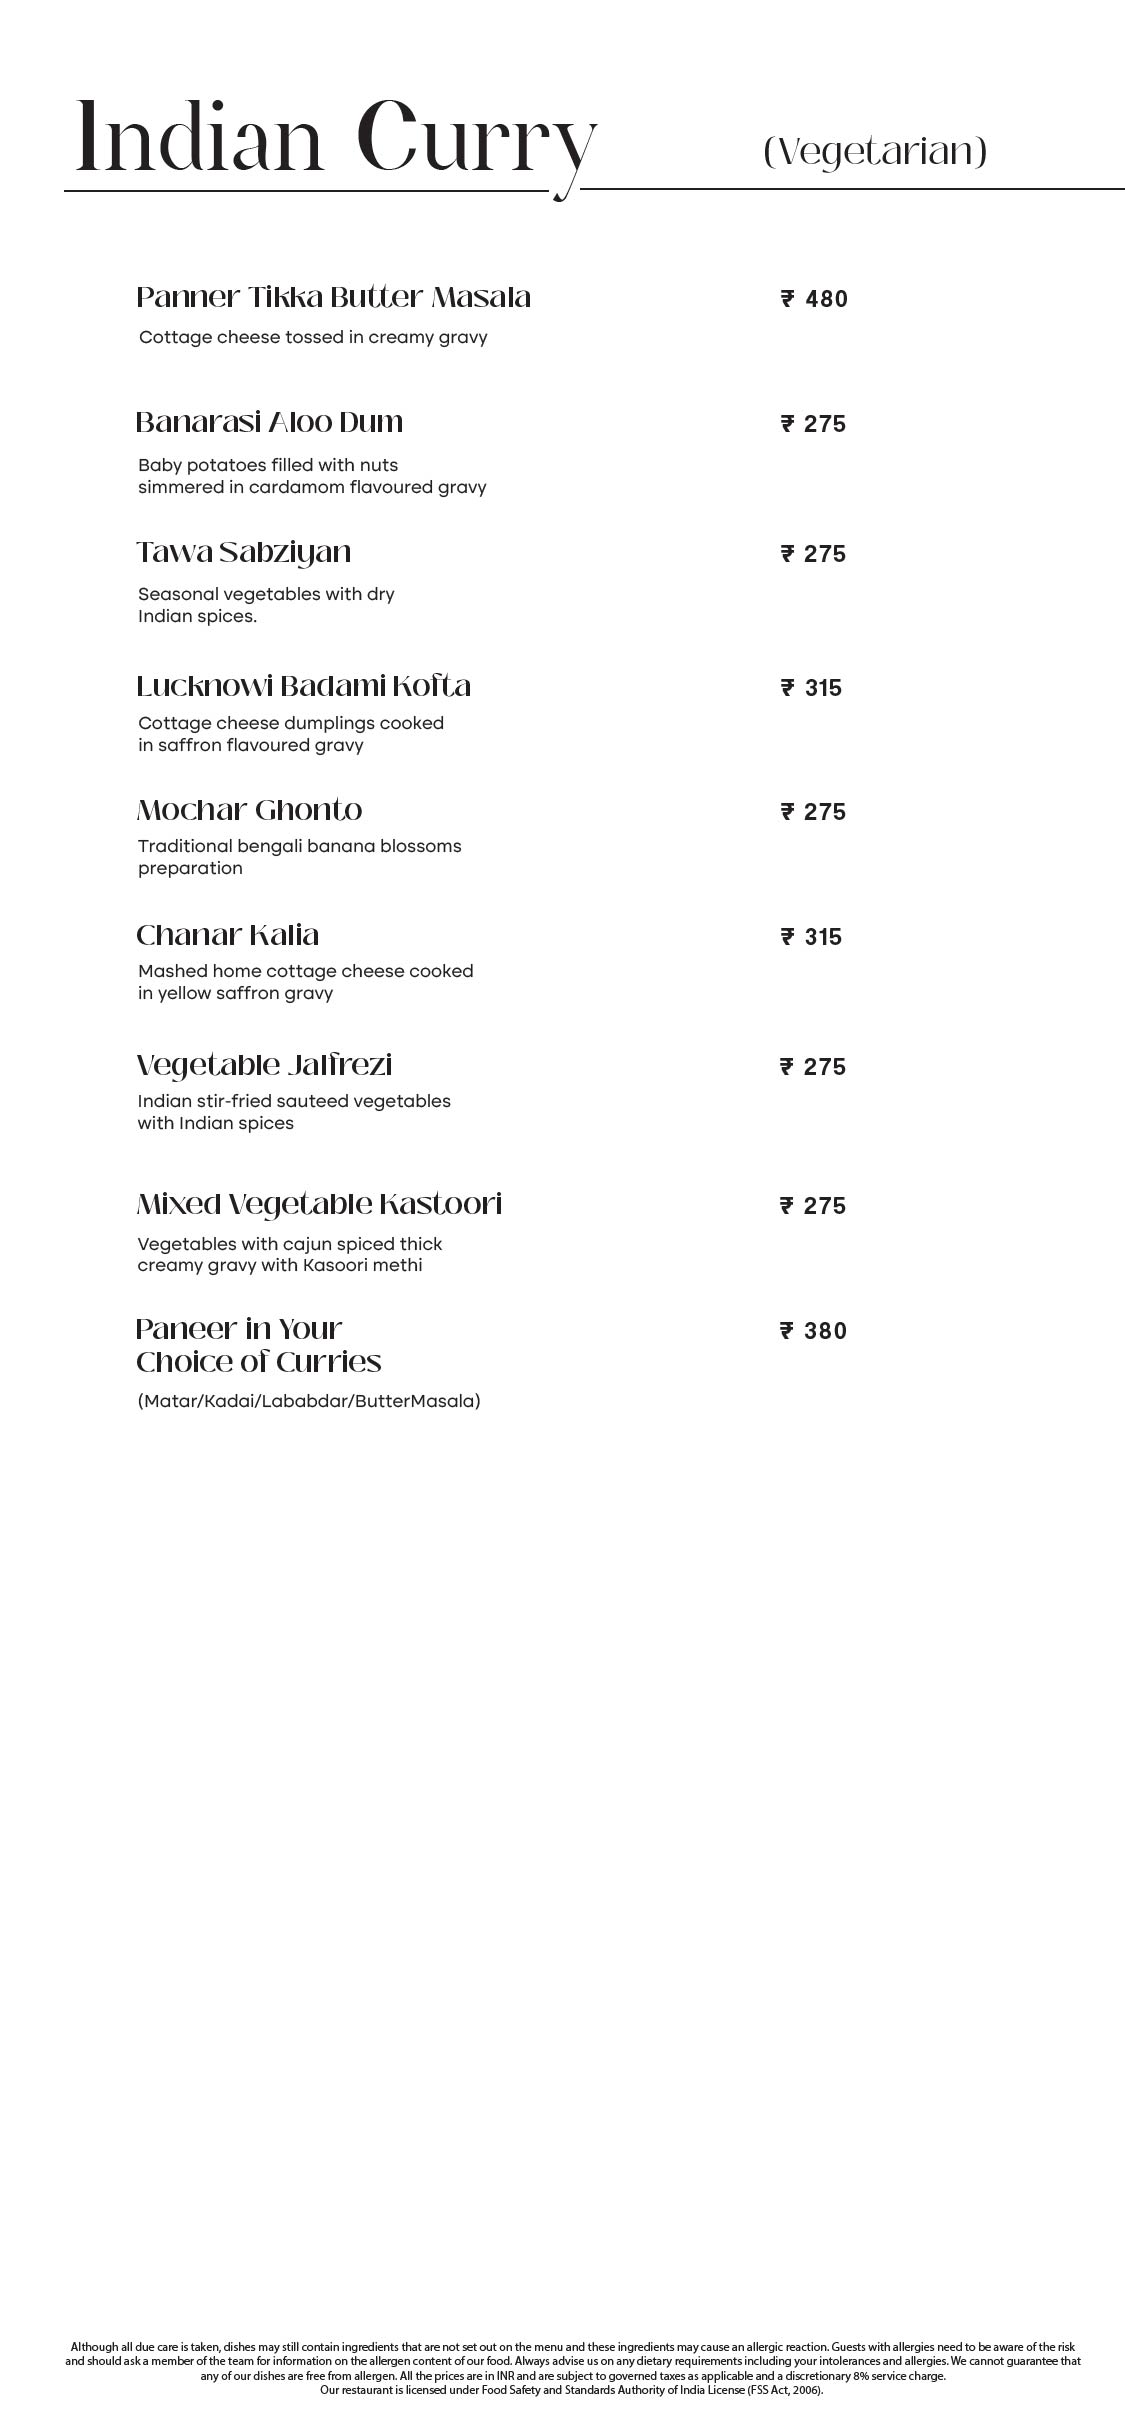 Indian Curry (Vegetarian)
Panner Tikka Butter Masala ₹ 480
Cottage cheese tossed in creamy gravy
Banarasi Aloo Dum ₹ 275
Baby potatoes filled with nuts
simmered in cardamom flavoured gravy
Tawa Sabziyan ₹ 275
Seasonal vegetables with dry
Indian spices.
Lucknowi Badami Kofta ₹ 315
Cottage cheese dumplings cooked
in saffron flavoured gravy
Mochar Ghonto ₹ 275
Traditional bengali banana blossoms
preparation
Chanar Kalia ₹ 315
Mashed home cottage cheese cooked
in yellow saffron gravy
Vegetable Jalfrezi ₹ 275
Indian stir-fried sauteed vegetables
with Indian spices
Mixed Vegetable Kastoori ₹ 275
Vegetables with cajun spiced thick
creamy gravy with Kasoori methi
Paneer in Your ₹ 380
Choice of Curries
(Matar/Kadai/Lababdar/ButterMasala)
Although all due care is taken, dishes may still contain ingredients that are not set out on the menu and these ingredients may cause an allergic reaction. Guests with allergies need to be aware of the risk
and should ask a member of the team for information on the allergen content of our food. Always advise us on any dietary requirements including your intolerances and allergies. We cannot guarantee that
any of our dishes are free from allergen. All the prices are in INR and are subject to governed taxes as applicable and a discretionary 8% service charge.
Our restaurant is licensed under Food Safety and Standards Authority of India License (FSS Act, 2006).